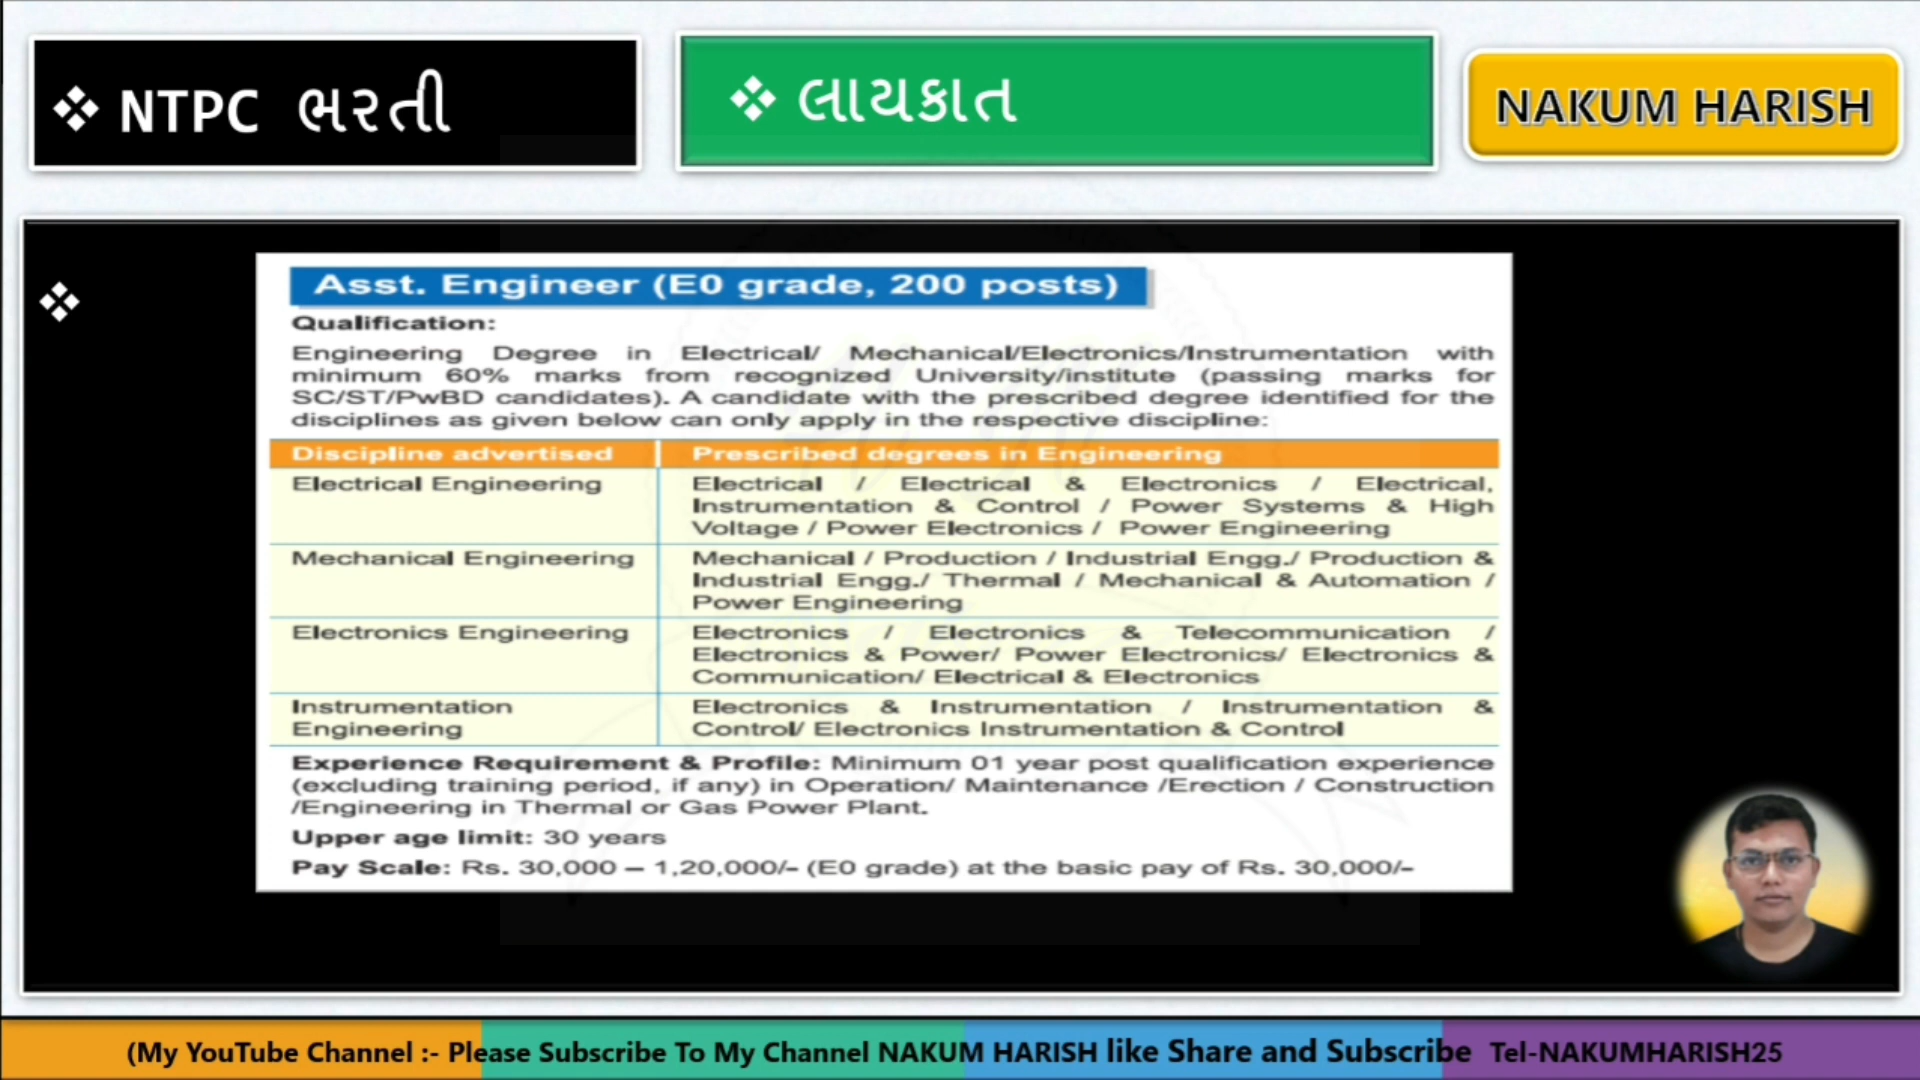 ❖ NTPC ભરતી
❖ લાયકાત
NAKUM HARISH
❖
Asst. Engineer (E0 grade, 200 posts)
Qualification:
Engineering Degree in Electrical/ Mechanical/Electronics/Instrumentation with
minimum 60% marks from recognized University/institute (passing marks for
SC/ST/PwBD candidates). A candidate with the prescribed degree identified for the
disciplines as given below can only apply in the respective discipline:
Discipline advertised Prescribed degrees in Engineering
Electrical Engineering Electrical / Electrical & Electronics / Electrical,
Instrumentation & Control / Power Systems & High
Voltage / Power Electronics / Power Engineering
Mechanical Engineering Mechanical / Production / Industrial Engg./ Production &
Industrial Engg./ Thermal / Mechanical & Automation /
Power Engineering
Electronics Engineering Electronics / Electronics & Telecommunication /
Electronics & Power/ Power Electronics/ Electronics &
Communication/ Electrical & Electronics
Instrumentation Electronics & Instrumentation / Instrumentation &
Engineering Control/ Electronics Instrumentation & Control
Experience Requirement & Profile: Minimum 01 year post qualification experience
(excluding training period, if any) in Operation/ Maintenance /Erection / Construction
/Engineering in Thermal or Gas Power Plant.
Upper age limit: 30 years
Pay Scale: Rs. 30,000 – 1,20,000/- (E0 grade) at the basic pay of Rs. 30,000/-
(My YouTube Channel :- Please Subscribe To My Channel NAKUM HARISH like Share and Subscribe Tel-NAKUMHARISH25